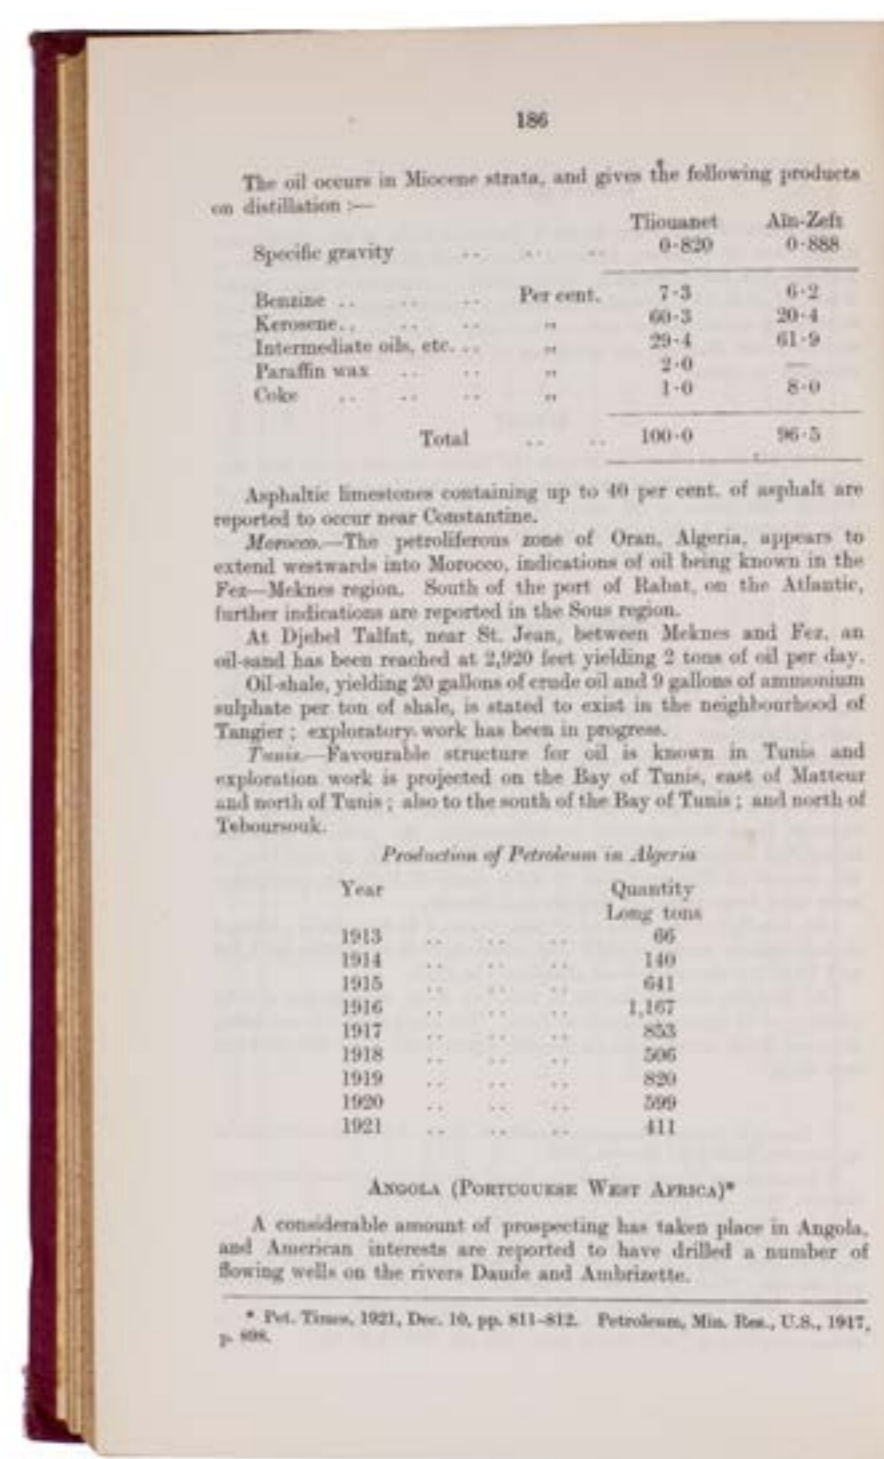 186
The oil occurs in Miocene strata, and gives the following products
on distillation :—
Tliouanet Aïn-Zeft
Specific gravity .. .. .. 0·820 0·888
Benzine .. .. .. Per cent. 7·3 6·2
Kerosene.. .. .. ,, 60·3 20·4
Intermediate oils, etc. .. ,, 29·4 61·9
Paraffin wax .. .. ,, 2·0 —
Coke .. .. .. ,, 1·0 8·0
Total .. .. 100·0 96·5
Asphaltic limestones containing up to 40 per cent. of asphalt are
reported to occur near Constantine.
Morocco.—The petroliferous zone of Oran, Algeria, appears to
extend westwards into Morocco, indications of oil being known in the
Fez—Meknes region. South of the port of Rabat, on the Atlantic,
further indications are reported in the Sous region.
At Djebel Talfat, near St. Jean, between Meknes and Fez, an
oil-sand has been reached at 2,920 feet yielding 2 tons of oil per day.
Oil-shale, yielding 20 gallons of crude oil and 9 gallons of ammonium
sulphate per ton of shale, is stated to exist in the neighbourhood of
Tangier ; exploratory work has been in progress.
Tunis.—Favourable structure for oil is known in Tunis and
exploration work is projected on the Bay of Tunis, east of Matteur
and north of Tunis ; also to the south of the Bay of Tunis ; and north of
Teboursouk.
Production of Petroleum in Algeria
Year Quantity
Long tons
1913 .. .. .. 66
1914 .. .. .. 140
1915 .. .. .. 641
1916 .. .. .. 1,167
1917 .. .. .. 853
1918 .. .. .. 506
1919 .. .. .. 820
1920 .. .. .. 599
1921 .. .. .. 411
ANGOLA (PORTUGUESE WEST AFRICA)*
A considerable amount of prospecting has taken place in Angola,
and American interests are reported to have drilled a number of
flowing wells on the rivers Daude and Ambrizette.
* Pet. Times, 1921, Dec. 10, pp. 811–812. Petroleum, Min. Res., U.S., 1917,
p. 898.